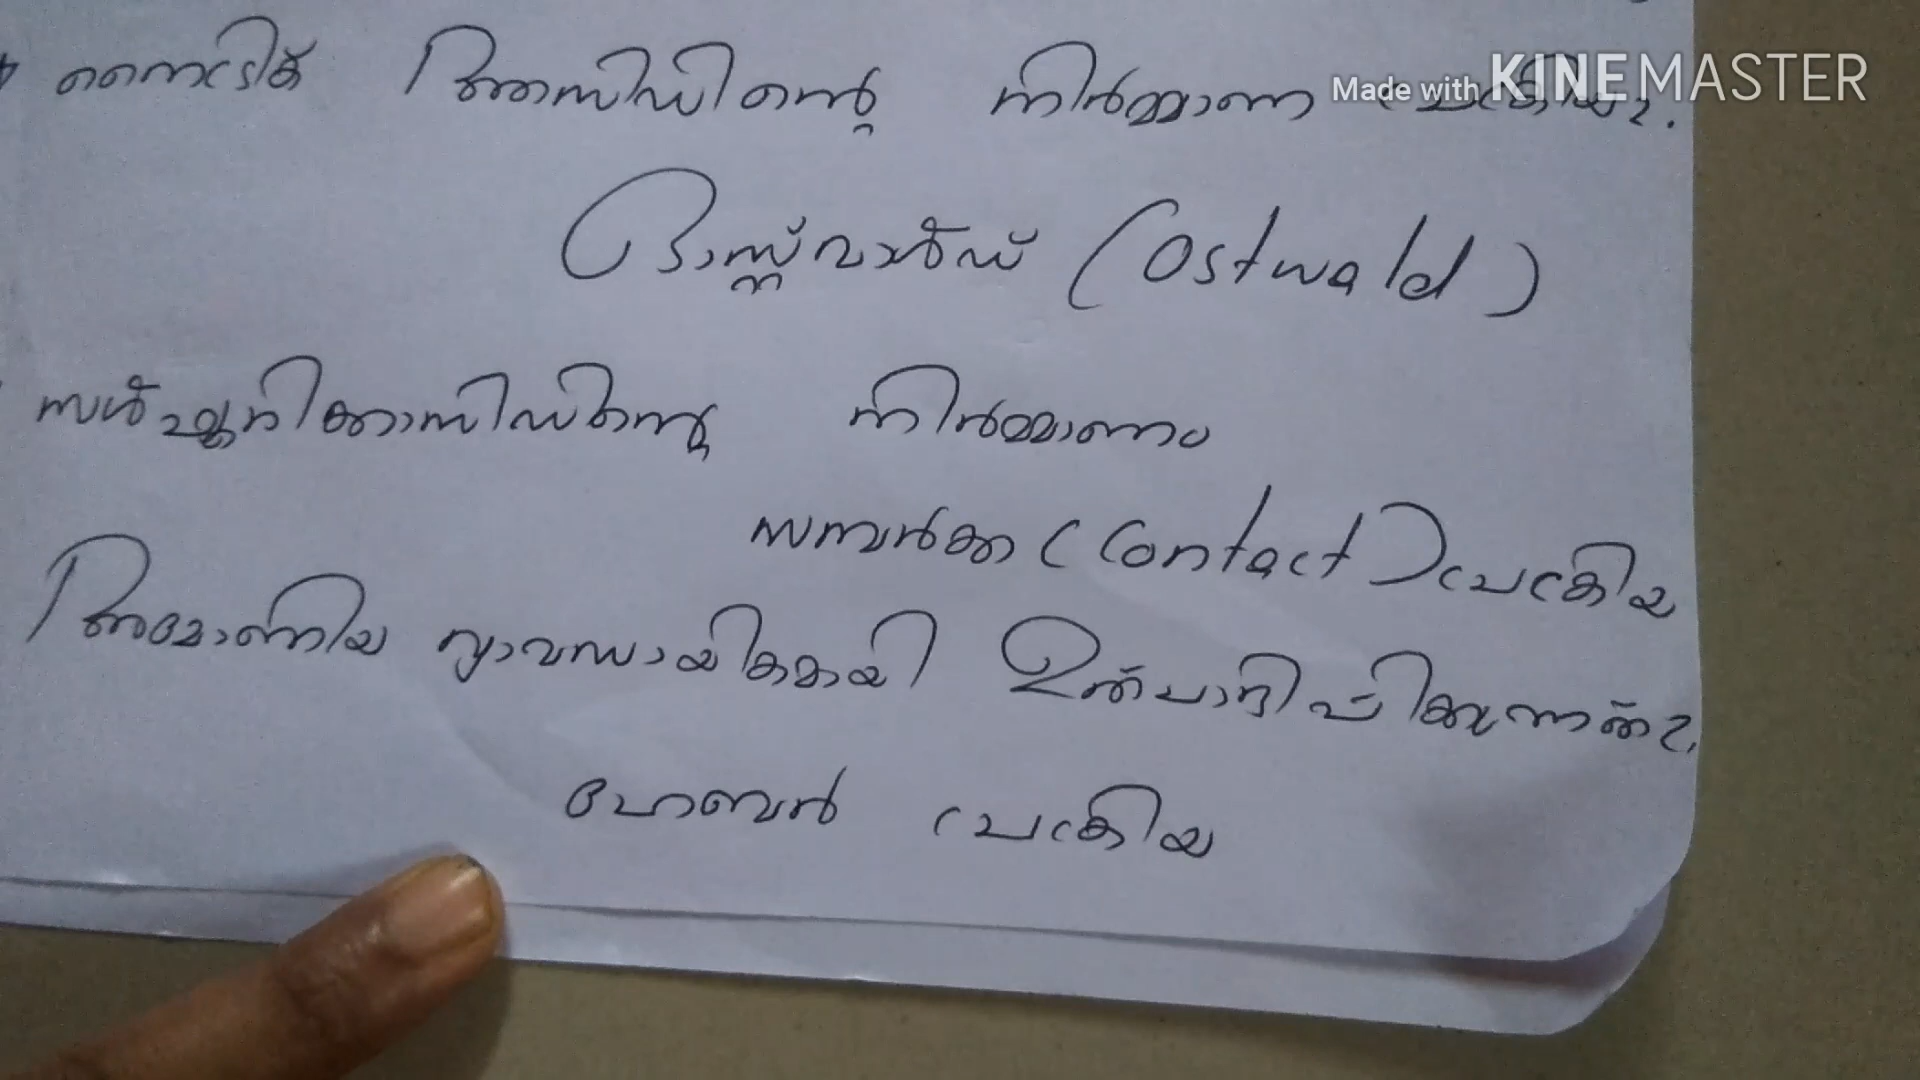 നൈട്രിക് ആസിഡിന്റെ നിർമ്മാണ പ്രക്രിയ?
Made with KINEMASTER
ഓസ്റ്റ്‌വാൾഡ് (Ostwald)
സൾഫ്യൂരിക്കാസിഡിന്റെ നിർമ്മാണം
സമ്പർക്ക (Contact) പ്രക്രിയ
അമോണിയ വ്യാവസായികമായി ഉത്പാദിപ്പിക്കുന്നത്?
ഹേബർ പ്രക്രിയ